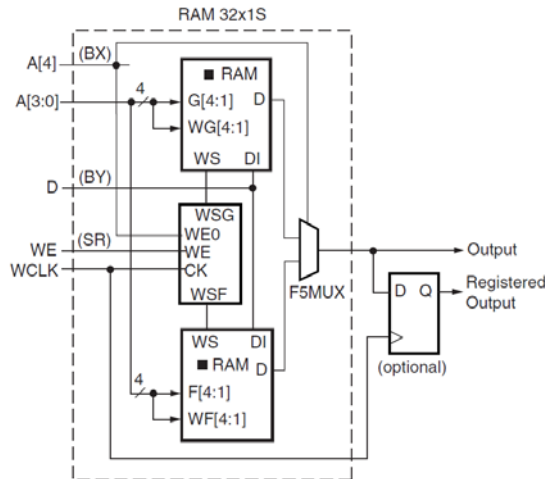 RAM 32x1S
A[4] (BX)
A[3:0]
4
RAM
G[4:1] D
WG[4:1]
WS DI
D (BY)
WSG
WE0
WE (SR)
WE
WCLK
CK
WSF
F5MUX
Output
D Q
Registered
Output
(optional)
WS DI
RAM
D
4
F[4:1]
WF[4:1]